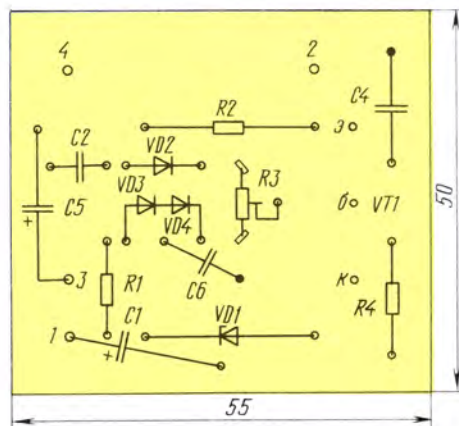 4
2
C4
R2
э
C2
VD2
VD3
R3
б
VT1
C5
VD4
+
3
R1
C6
к
R4
1
C1
+
VD1
50
55